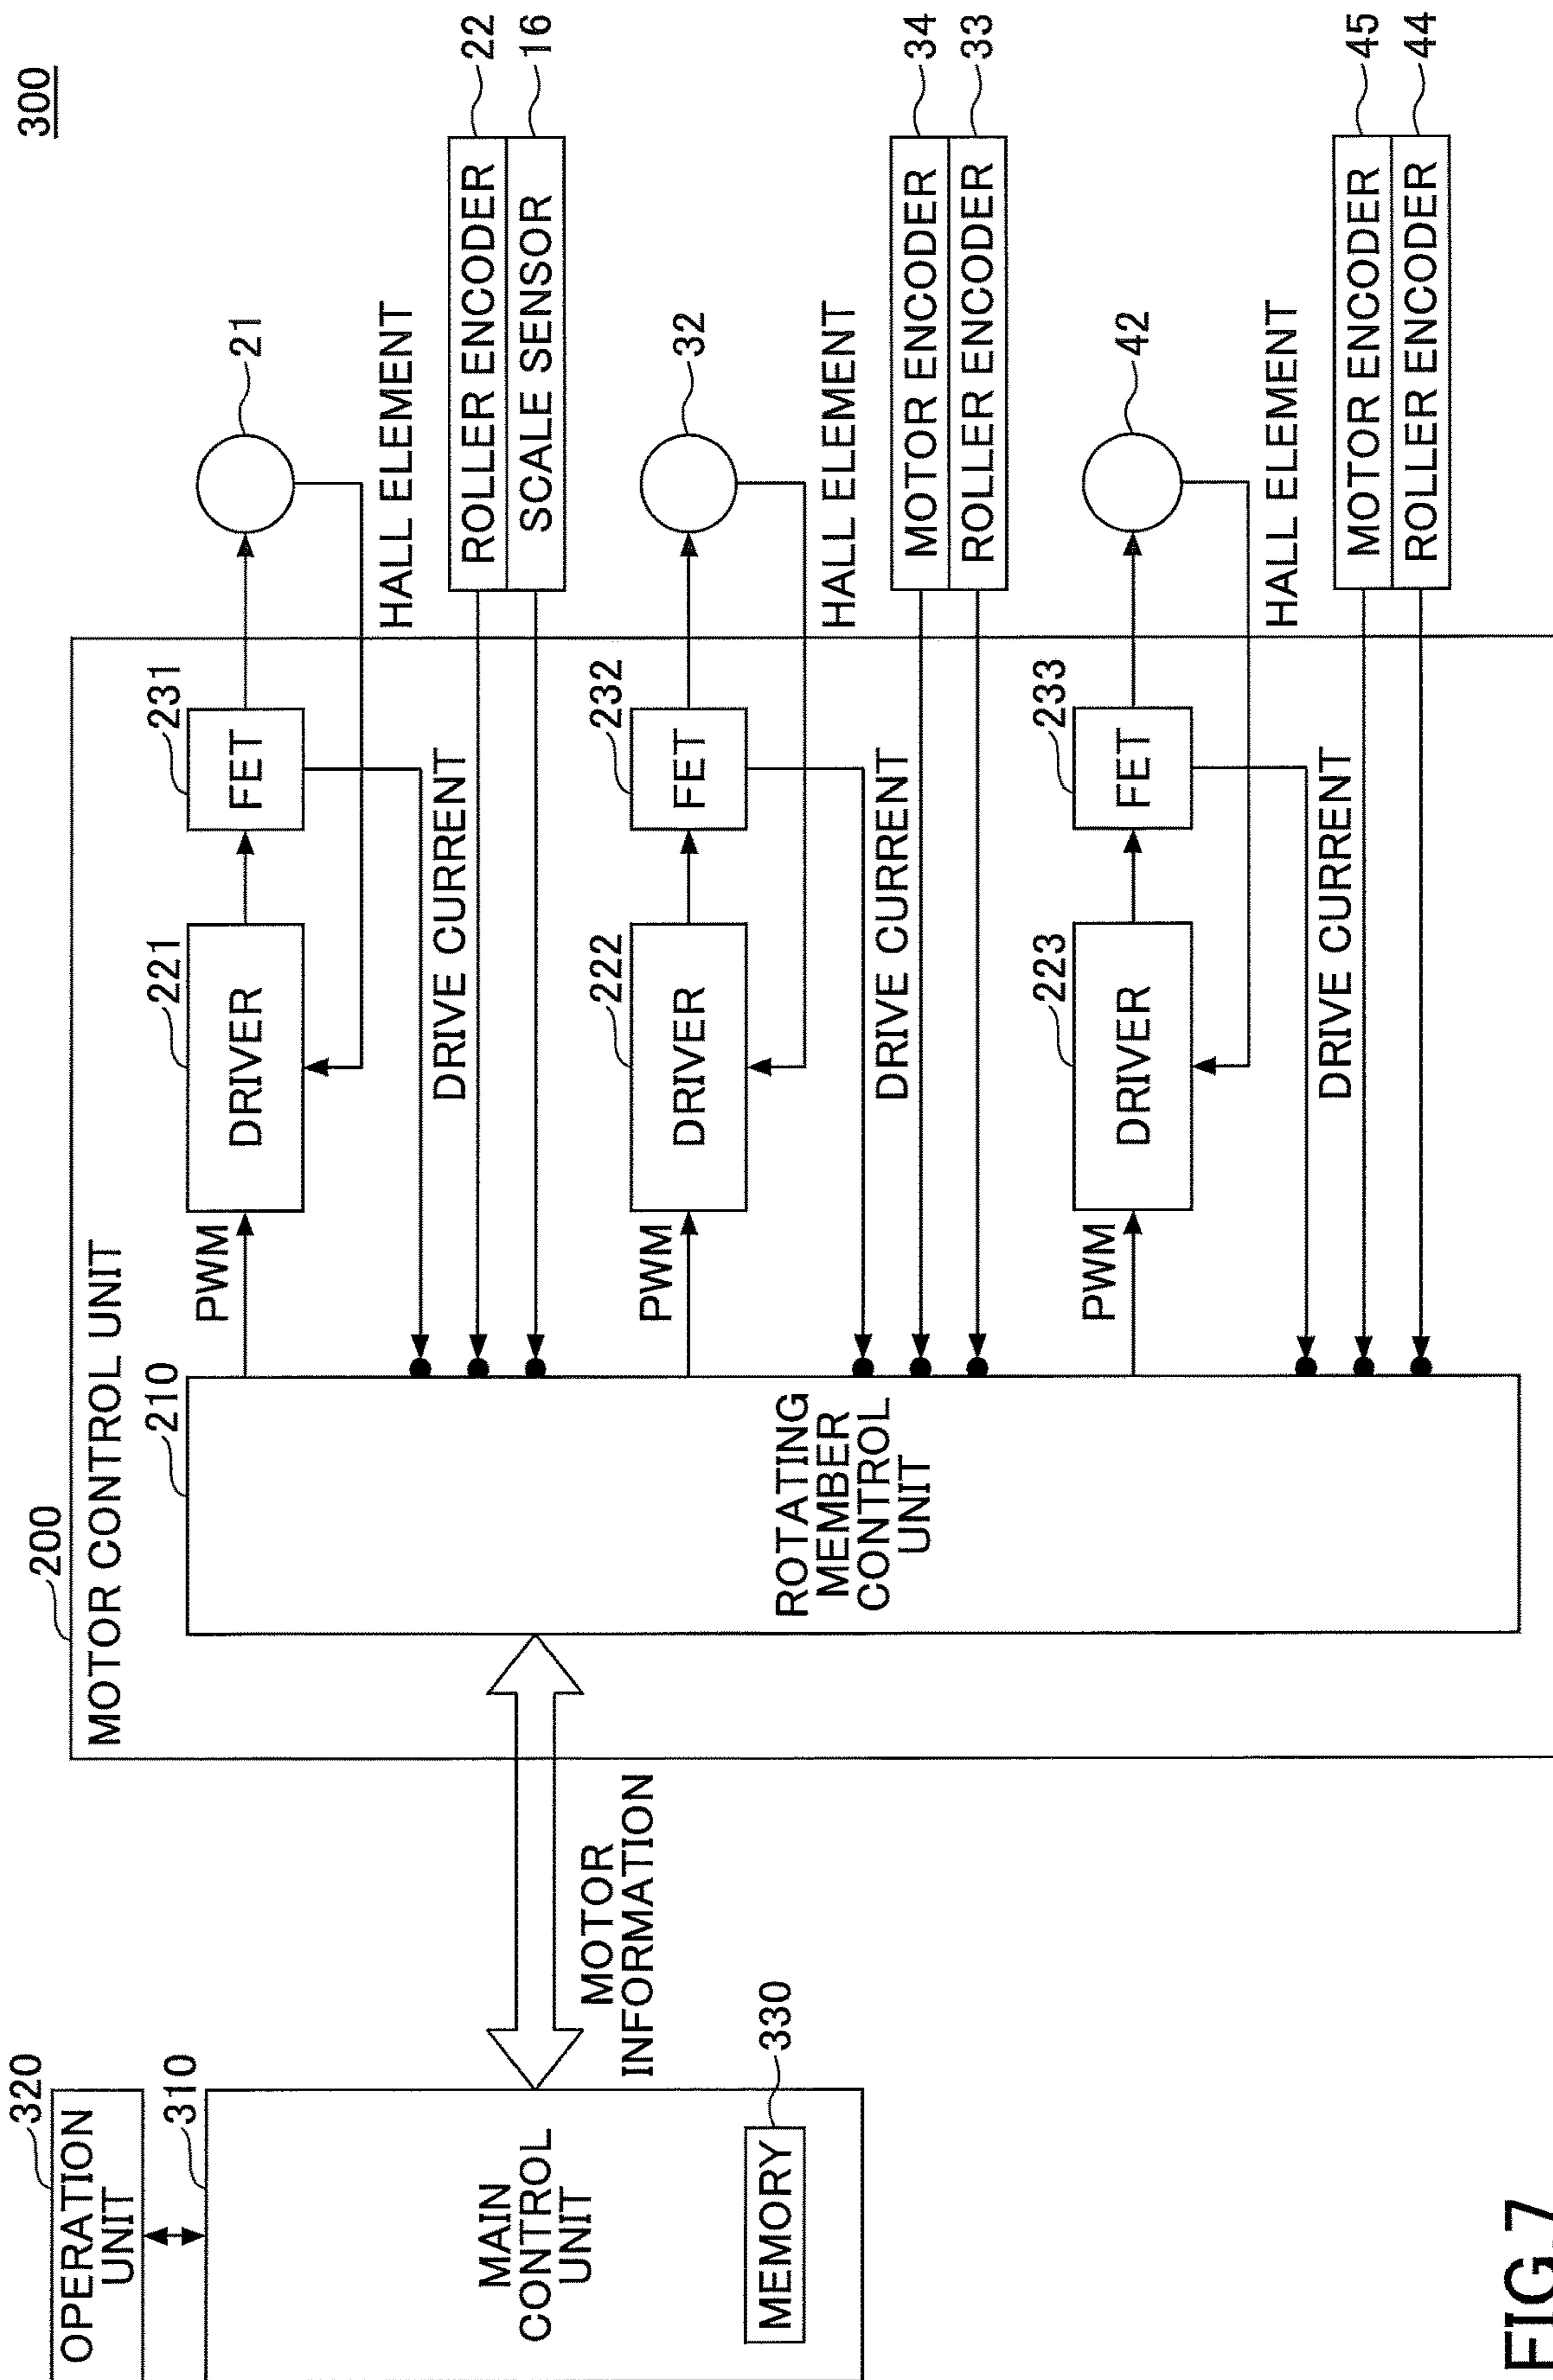 300
320
OPERATION
UNIT
310
MAIN
CONTROL
UNIT
MEMORY
330
MOTOR
INFORMATION
200
MOTOR CONTROL UNIT
210
ROTATING
MEMBER
CONTROL
UNIT
PWM
221
DRIVER
231
FET
21
HALL ELEMENT
DRIVE CURRENT
ROLLER ENCODER
22
SCALE SENSOR
16
PWM
222
DRIVER
232
FET
32
HALL ELEMENT
DRIVE CURRENT
MOTOR ENCODER
34
ROLLER ENCODER
33
PWM
223
DRIVER
233
FET
42
HALL ELEMENT
DRIVE CURRENT
MOTOR ENCODER
45
ROLLER ENCODER
44
FIG.7